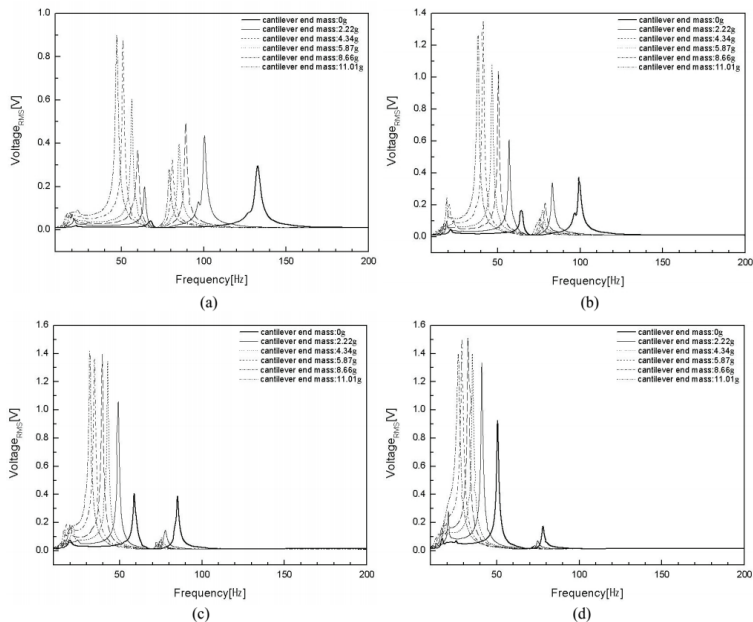 1.0
0.8
0.6
0.4
0.2
0.0
Voltage RMS [V]
cantilever end mass:0g
cantilever end mass:2.22g
cantilever end mass:4.34g
cantilever end mass:5.87g
cantilever end mass:8.66g
cantilever end mass:11.01g
50 100 150 200
Frequency[Hz]
(a)
1.4
1.2
1.0
0.8
0.6
0.4
0.2
0.0
Voltage RMS [V]
cantilever end mass:0g
cantilever end mass:2.22g
cantilever end mass:4.34g
cantilever end mass:5.87g
cantilever end mass:8.66g
cantilever end mass:11.01g
50 100 150 200
Frequency[Hz]
(b)
1.6
1.4
1.2
1.0
0.8
0.6
0.4
0.2
0.0
Voltage RMS [V]
cantilever end mass:0g
cantilever end mass:2.22g
cantilever end mass:4.34g
cantilever end mass:5.87g
cantilever end mass:8.66g
cantilever end mass:11.01g
50 100 150 200
Frequency[Hz]
(c)
1.6
1.4
1.2
1.0
0.8
0.6
0.4
0.2
0.0
Voltage RMS [V]
cantilever end mass:0g
cantilever end mass:2.22g
cantilever end mass:4.34g
cantilever end mass:5.87g
cantilever end mass:8.66g
cantilever end mass:11.01g
50 100 150 200
Frequency[Hz]
(d)